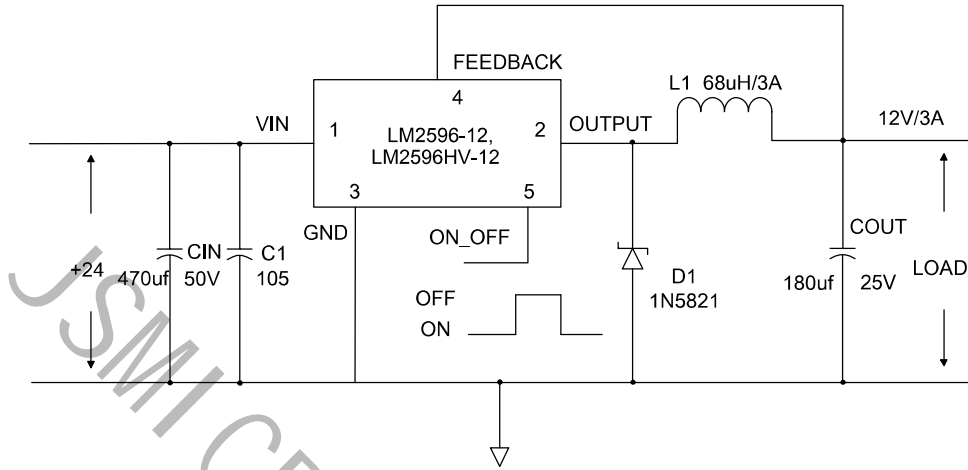 FEEDBACK
L1 68uH/3A
4
VIN
1
LM2596-12,
LM2596HV-12
2
OUTPUT
12V/3A
3
5
GND
ON_OFF
COUT
CIN
C1
+24
470uf
50V
105
D1
1N5821
180uf
25V
LOAD
OFF
ON